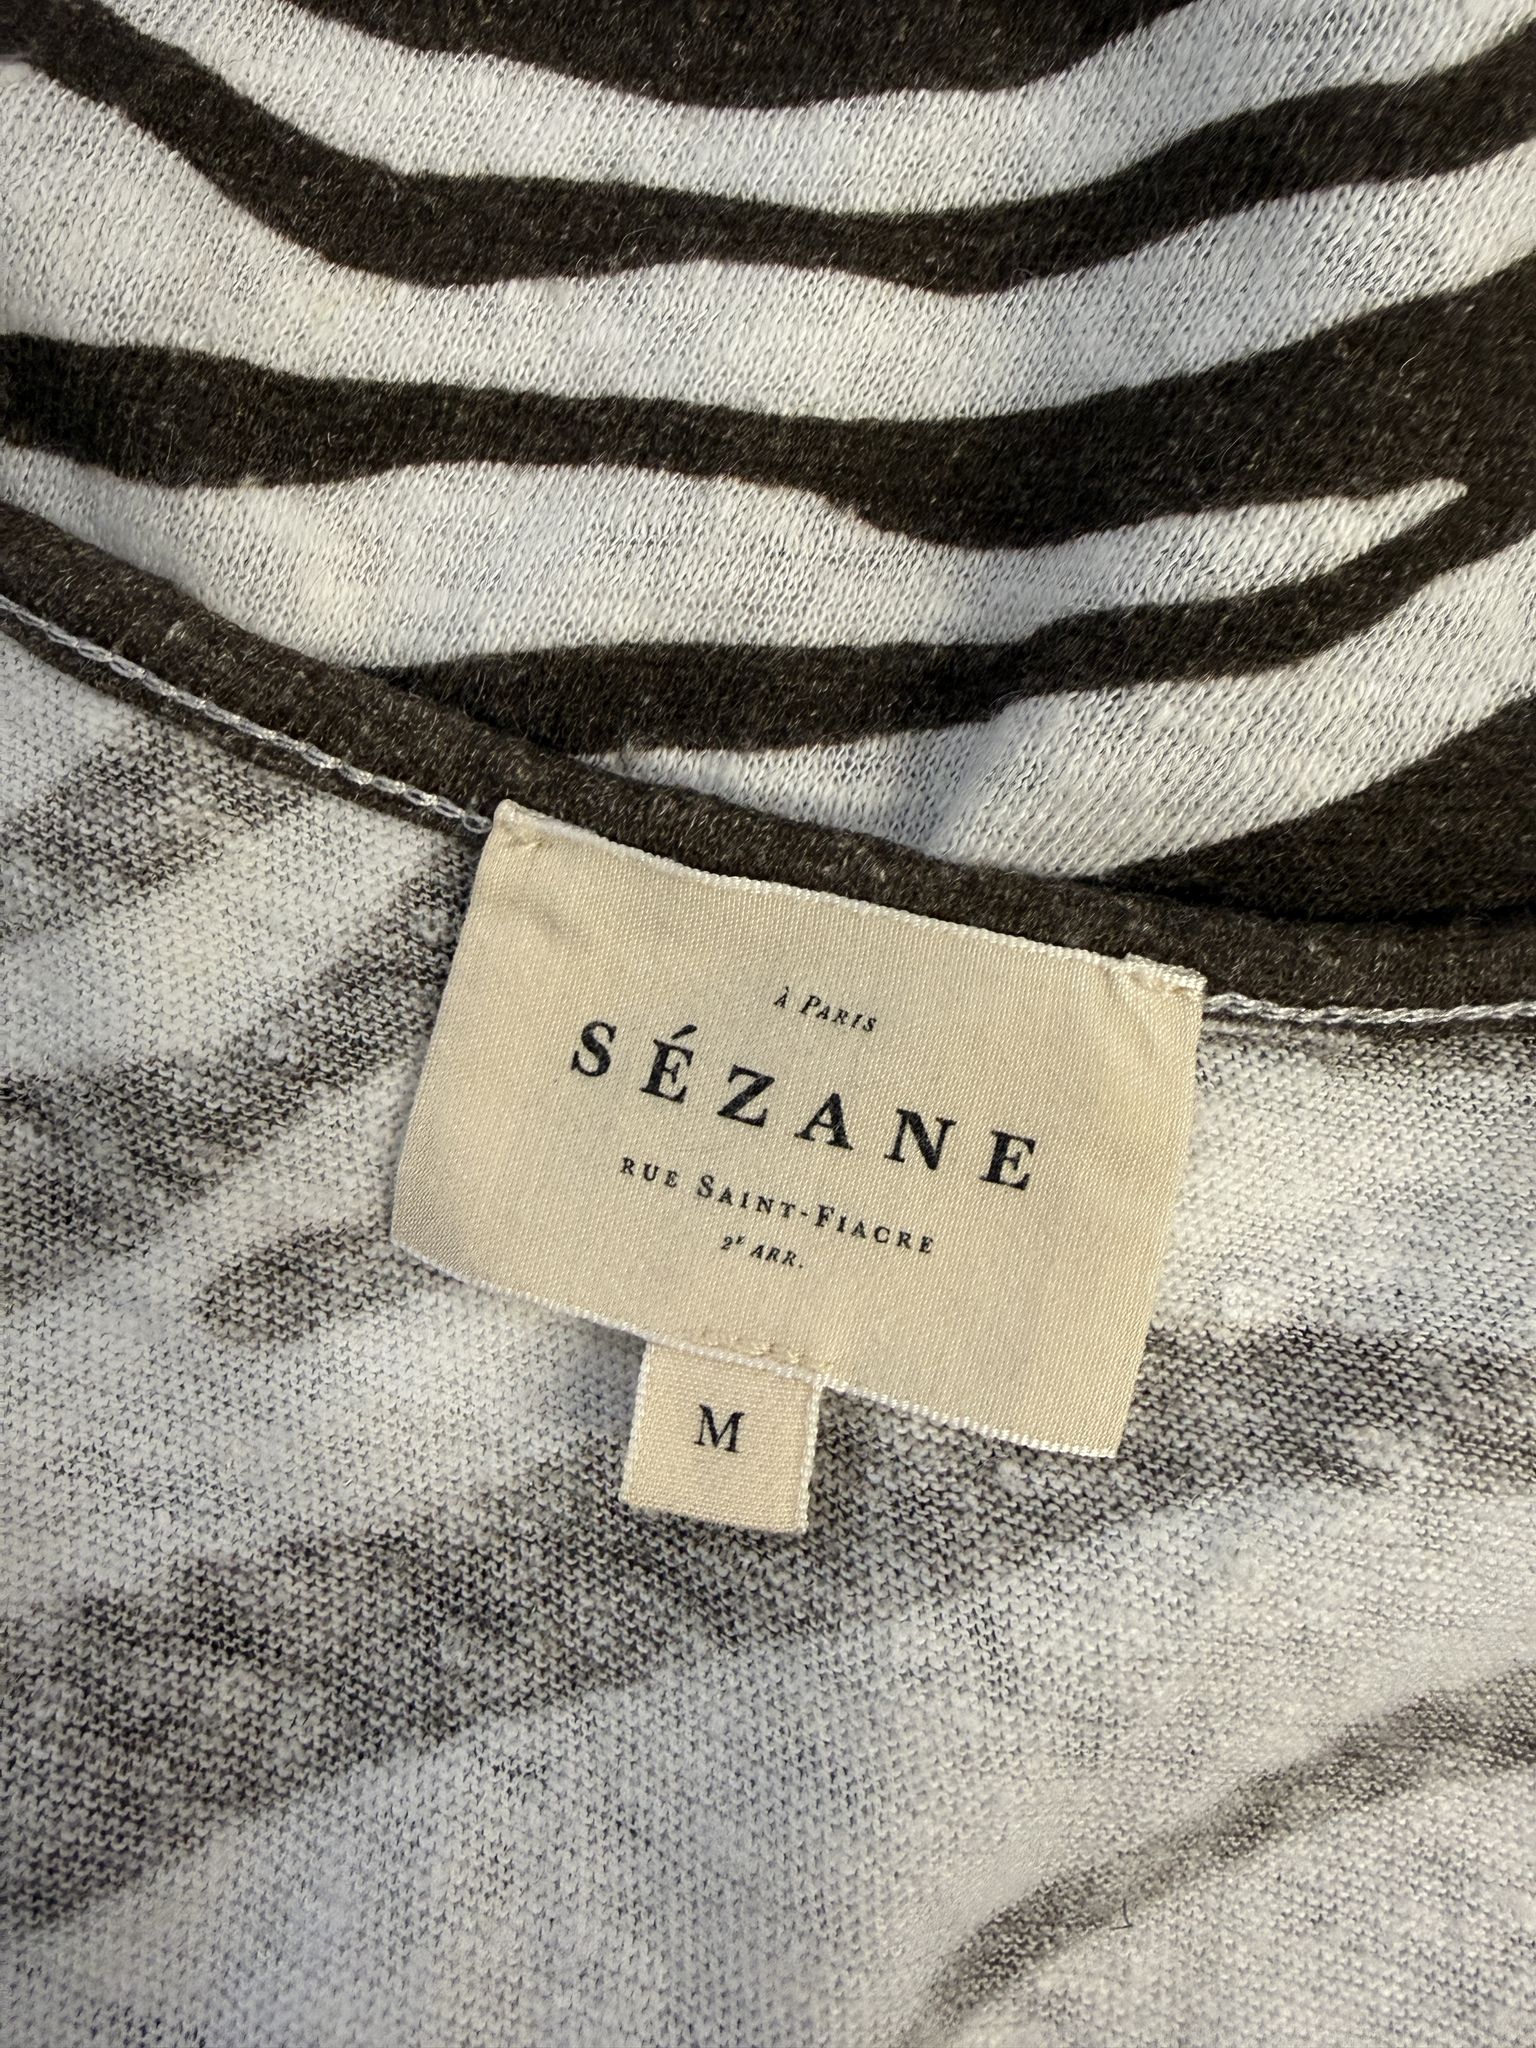 À PARIS
SÉZANE
RUE SAINT-FIACRE
2ᵉ ARR.
M